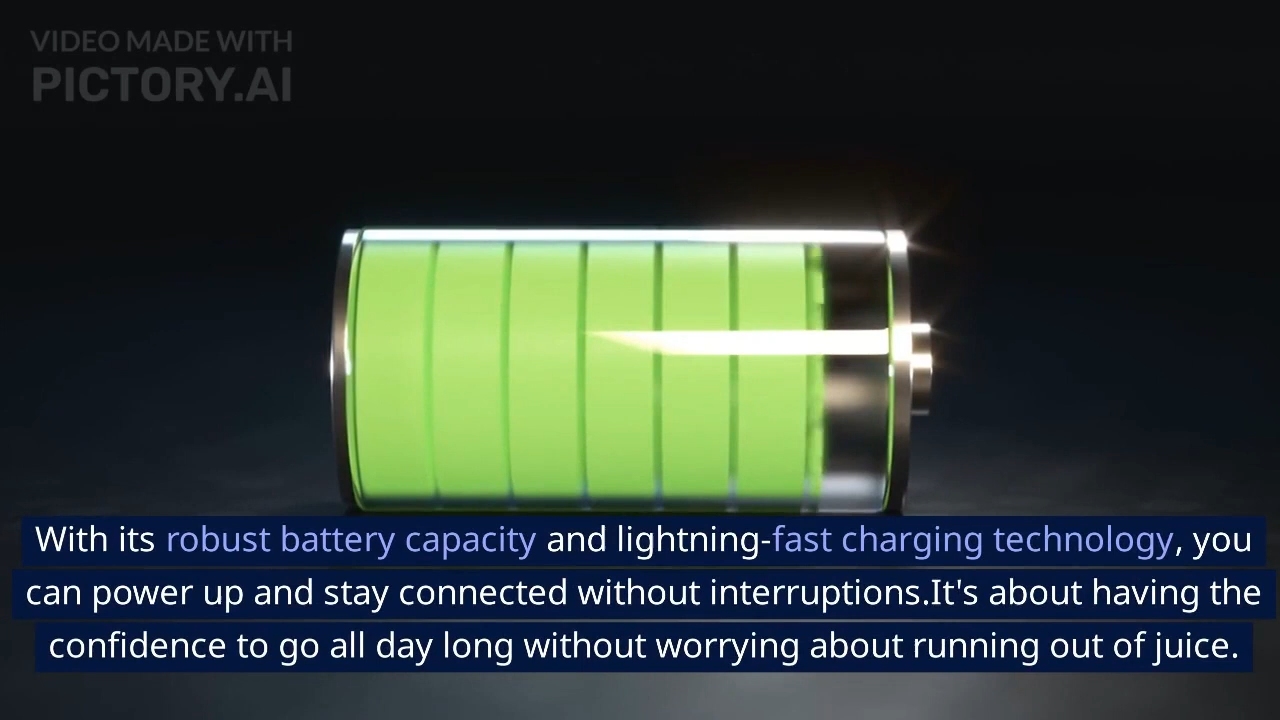 VIDEO MADE WITH
PICTORY.AI
With its robust battery capacity and lightning-fast charging technology, you
can power up and stay connected without interruptions.It's about having the
confidence to go all day long without worrying about running out of juice.